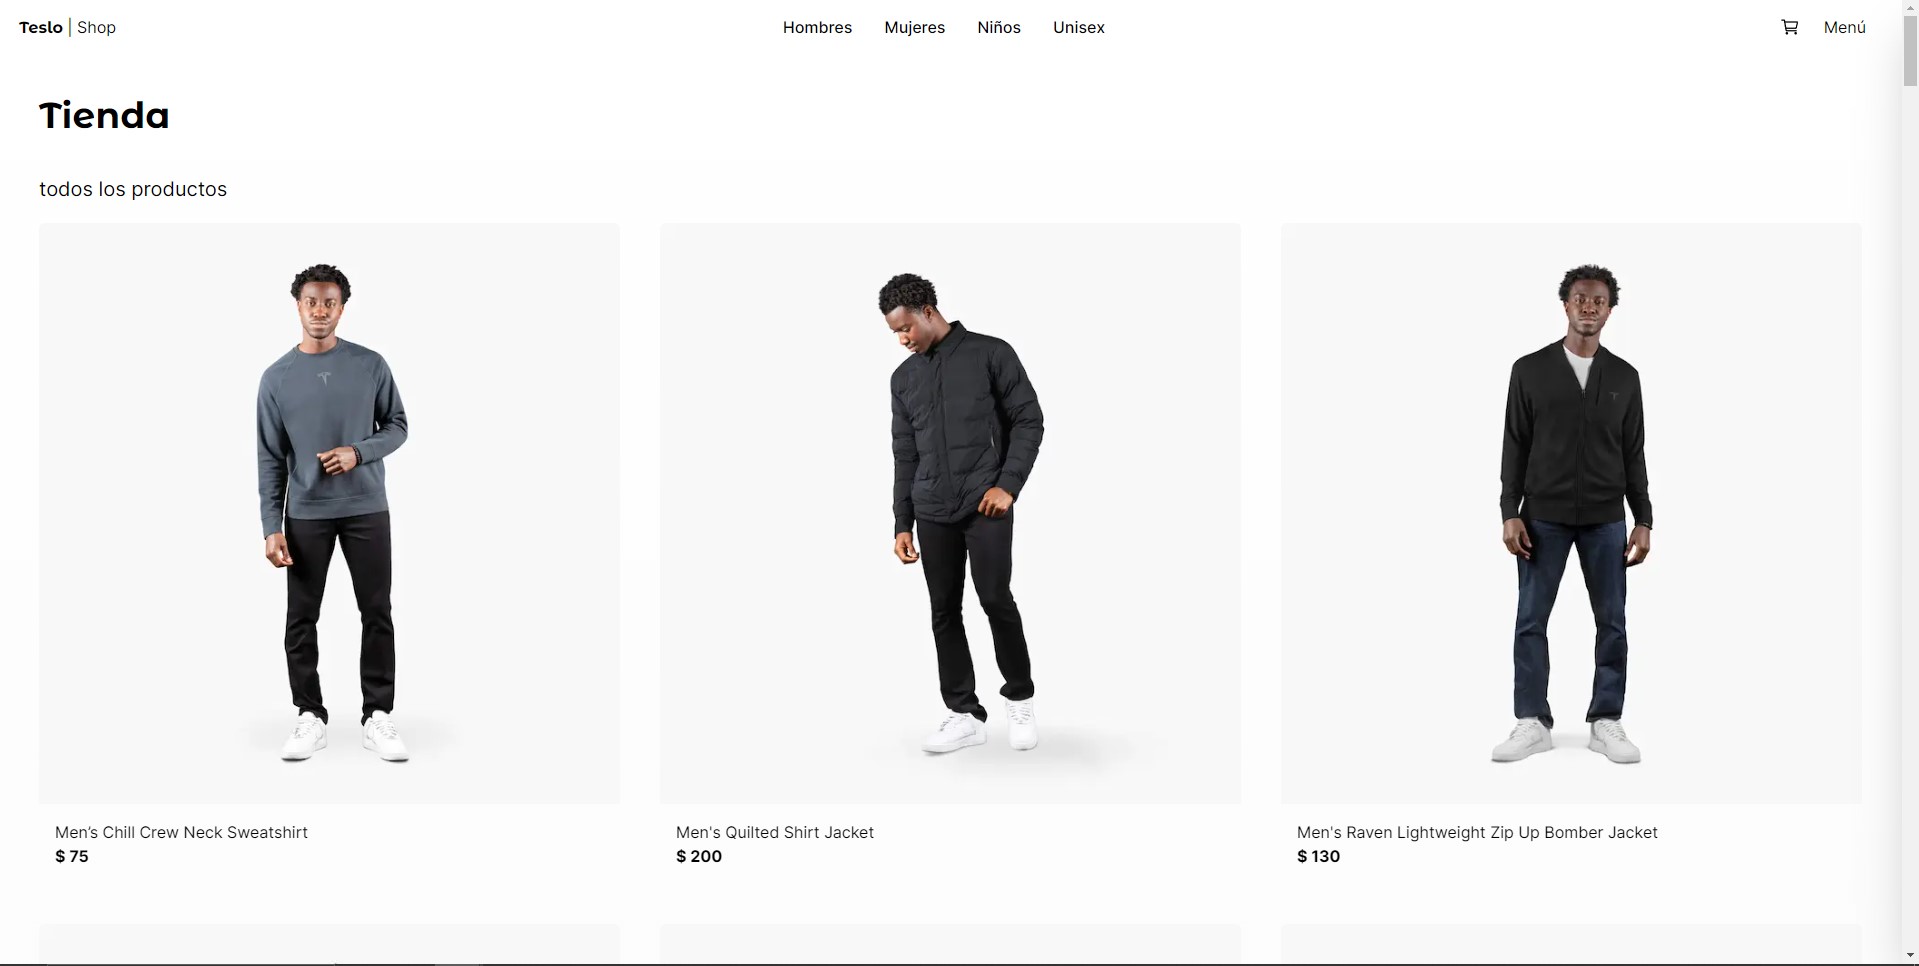 Teslo | Shop
Hombres Mujeres Niños Unisex
Menú
Tienda
todos los productos
Men’s Chill Crew Neck Sweatshirt
$ 75
Men's Quilted Shirt Jacket
$ 200
Men's Raven Lightweight Zip Up Bomber Jacket
$ 130